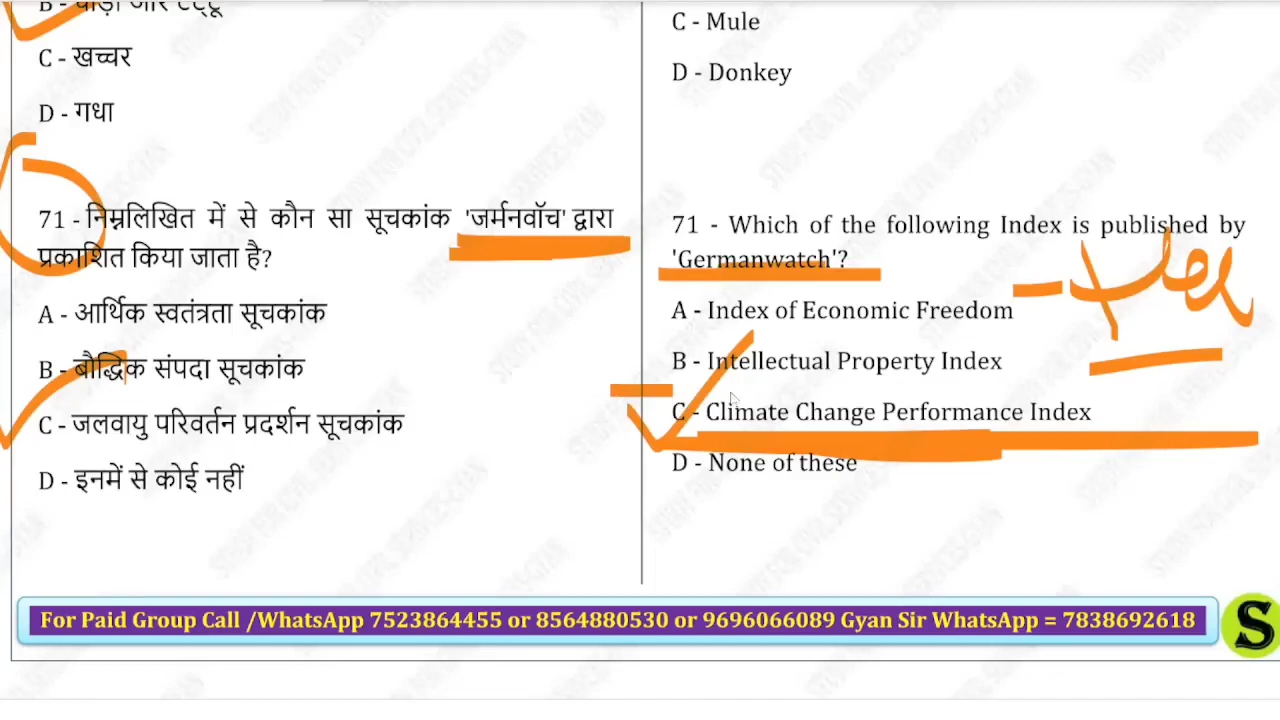 B - घोड़ा और टट्टू
C - खच्चर
D - गधा
71 - निम्नलिखित में से कौन सा सूचकांक 'जर्मनवॉच' द्वारा
प्रकाशित किया जाता है?
A - आर्थिक स्वतंत्रता सूचकांक
B - बौद्धिक संपदा सूचकांक
C - जलवायु परिवर्तन प्रदर्शन सूचकांक
D - इनमें से कोई नहीं
C - Mule
D - Donkey
71 - Which of the following Index is published by
'Germanwatch'?
A - Index of Economic Freedom
B - Intellectual Property Index
C - Climate Change Performance Index
D - None of these
For Paid Group Call /WhatsApp 7523864455 or 8564880530 or 9696066089 Gyan Sir WhatsApp = 7838692618
S